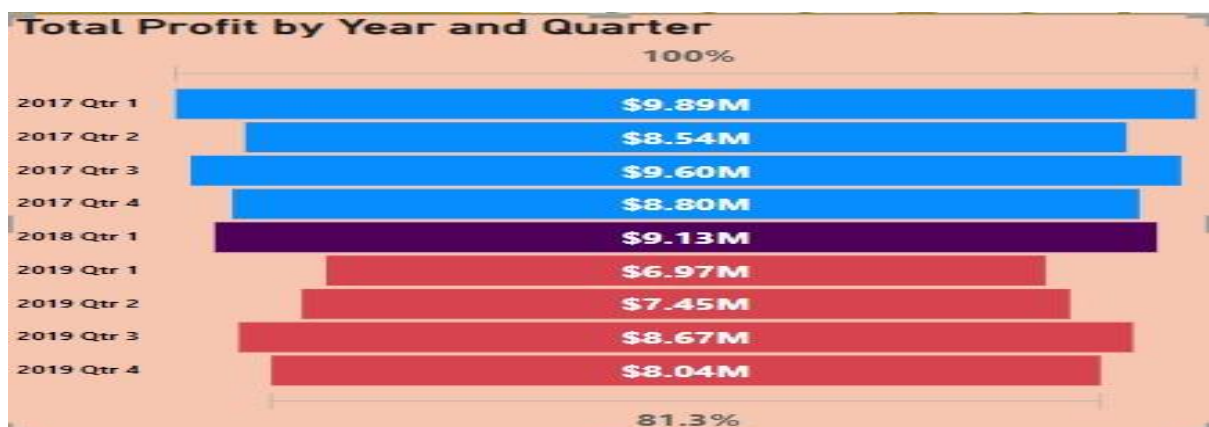 Total Profit by Year and Quarter
100%
2017 Qtr 1 $9.89M
2017 Qtr 2 $8.54M
2017 Qtr 3 $9.60M
2017 Qtr 4 $8.80M
2018 Qtr 1 $9.13M
2019 Qtr 1 $6.97M
2019 Qtr 2 $7.45M
2019 Qtr 3 $8.67M
2019 Qtr 4 $8.04M
81.3%